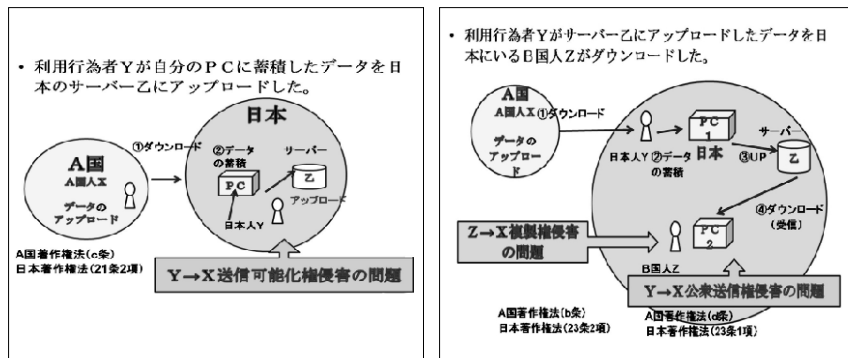 ・ 利用行為者Yが自分のPCに蓄積したデータを日
本のサーバー乙にアップロードした。
日本
A国
A国人X
データの
アップロード
①ダウンロード
②データ
の蓄積
PC
サーバー
乙
アップロード
日本人Y
A国著作権法(c条)
日本著作権法(21条2項)
Y→X送信可能化権侵害の問題
・ 利用行為者Yがサーバー乙にアップロードしたデータを日
本にいるB国人Zがダウンロードした。
A国
A国人X
データの
アップロー
ド
①ダウンロード
日本人Y
②データ
の蓄積
PC
1
日本
③UP
サーバー
乙
④ダウンロード
(受信)
PC
2
B国人Z
Z→X複製権侵害
の問題
Y→X公衆送信権侵害の問題
A国著作権法(b条)
日本著作権法(23条2項)
A国著作権法(d条)
日本著作権法(23条1項)